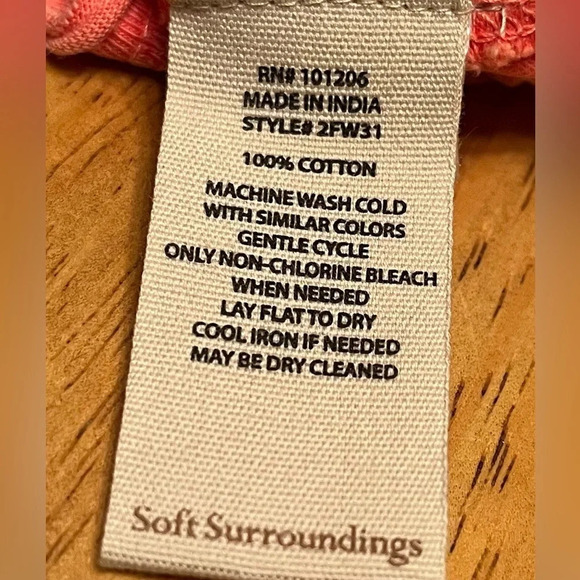 RN# 101206
MADE IN INDIA
STYLE# 2FW31
100% COTTON
MACHINE WASH COLD
WITH SIMILAR COLORS
GENTLE CYCLE
ONLY NON-CHLORINE BLEACH
WHEN NEEDED
LAY FLAT TO DRY
COOL IRON IF NEEDED
MAY BE DRY CLEANED
Soft Surroundings